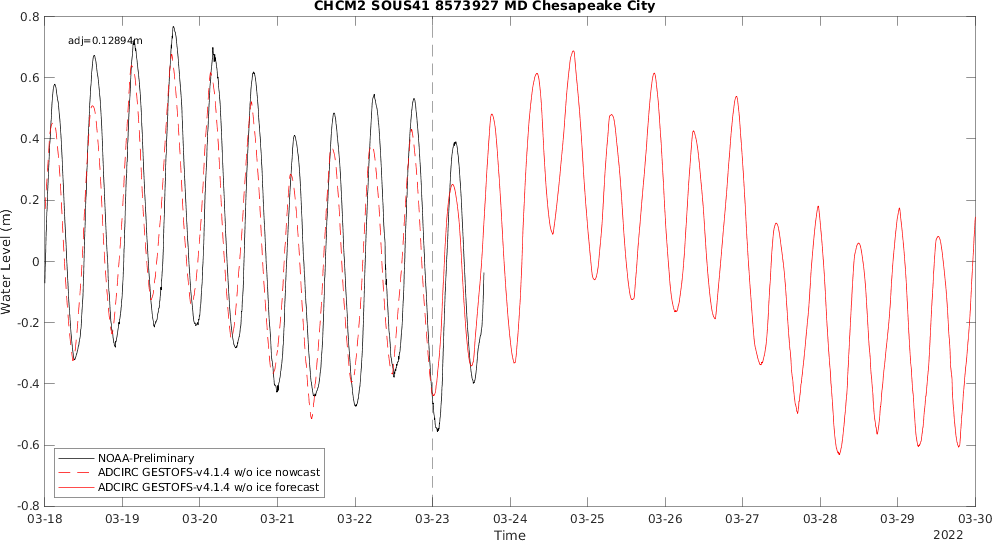 CHCM2 SOUS41 8573927 MD Chesapeake City
adj=0.12894m
0.8
0.6
0.4
0.2
0
-0.2
-0.4
-0.6
-0.8
Water Level (m)
NOAA-Preliminary
ADCIRC GESTOFS-v4.1.4 w/o ice nowcast
ADCIRC GESTOFS-v4.1.4 w/o ice forecast
03-18 03-19 03-20 03-21 03-22 03-23 03-24 03-25 03-26 03-27 03-28 03-29 03-30
Time
2022